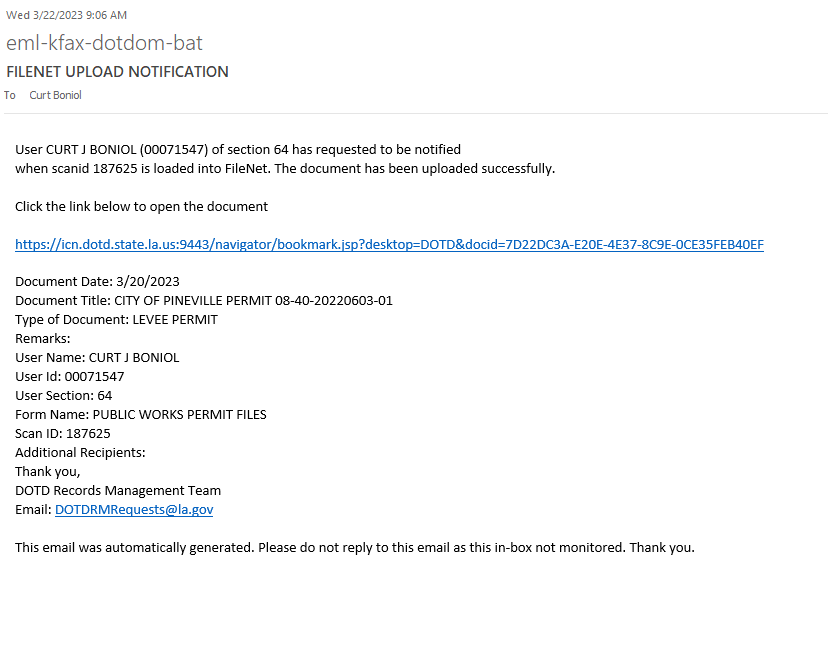 Wed 3/22/2023 9:06 AM
eml-kfax-dotdom-bat
FILENET UPLOAD NOTIFICATION
To Curt Boniol
User CURT J BONIOL (00071547) of section 64 has requested to be notified
when scanid 187625 is loaded into FileNet. The document has been uploaded successfully.
Click the link below to open the document
https://icn.dotd.state.la.us:9443/navigator/bookmark.jsp?desktop=DOTD&docid=7D22DC3A-E20E-4E37-8C9E-0CE35FEB40EF
Document Date: 3/20/2023
Document Title: CITY OF PINEVILLE PERMIT 08-40-20220603-01
Type of Document: LEVEE PERMIT
Remarks:
User Name: CURT J BONIOL
User Id: 00071547
User Section: 64
Form Name: PUBLIC WORKS PERMIT FILES
Scan ID: 187625
Additional Recipients:
Thank you,
DOTD Records Management Team
Email: DOTDRMRequests@la.gov
This email was automatically generated. Please do not reply to this email as this in-box not monitored. Thank you.